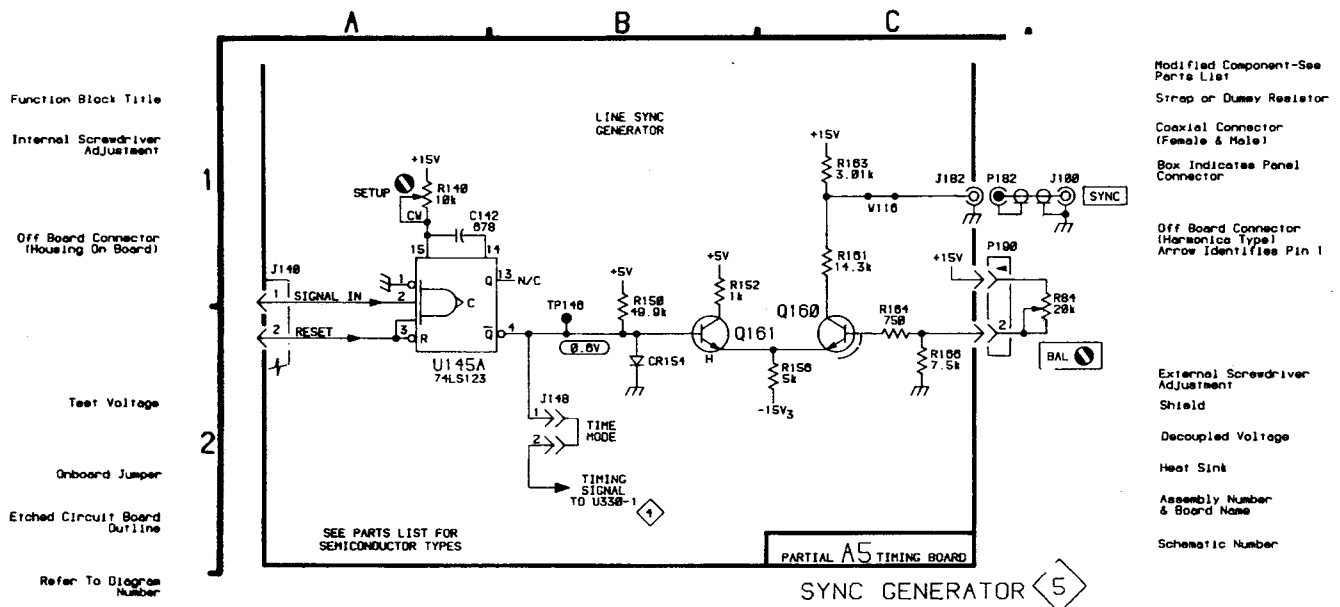 A
B
C
Function Block Title
Internal Screwdriver
Adjustment
Off Board Connector
(Housing On Board)
Test Voltage
Onboard Jumper
Etched Circuit Board
Outline
Refer To Diagram
Number
1
2
LINE SYNC
GENERATOR
+15V
SETUP
R140
10k
CW
C142
678
15
14
J140
1
SIGNAL IN
1
2
C
Q
13
N/C
2
RESET
3
R
Q
4
U145A
74LS123
TP146
0.6V
+5V
R150
49.9k
CR154
+5V
R152
1k
Q161
H
J148
1
2
TIME
MODE
TIMING
SIGNAL
TO U330-1
4
+15V
R163
3.01k
W116
R161
14.3k
Q160
R156
5k
-15V3
R164
750
R166
7.5k
J182
P182
J100
SYNC
P190
+15V
R84
20k
2
BAL
SEE PARTS LIST FOR
SEMICONDUCTOR TYPES
PARTIAL A5 TIMING BOARD
SYNC GENERATOR 5
Modified Component-See
Parts List
Strap or Dummy Resistor
Coaxial Connector
(Female & Male)
Box Indicates Panel
Connector
Off Board Connector
(Harmonica Type)
Arrow Identifies Pin 1
External Screwdriver
Adjustment
Shield
Decoupled Voltage
Heat Sink
Assembly Number
& Board Name
Schematic Number